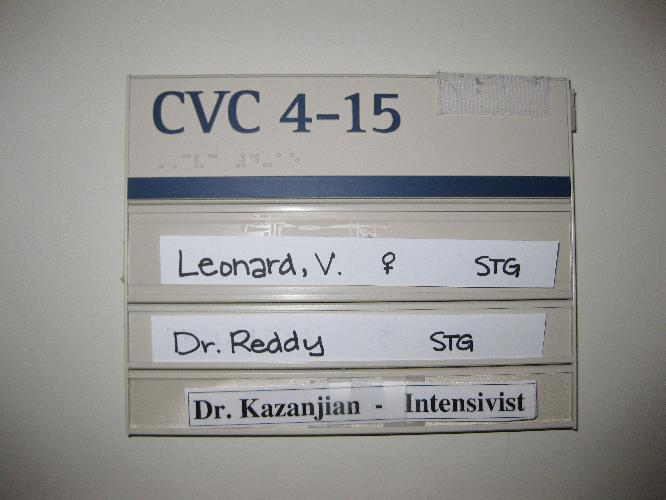 CVC 4-15
Leonard, V. ♀ STG
Dr. Reddy STG
Dr. Kazanjian - Intensivist